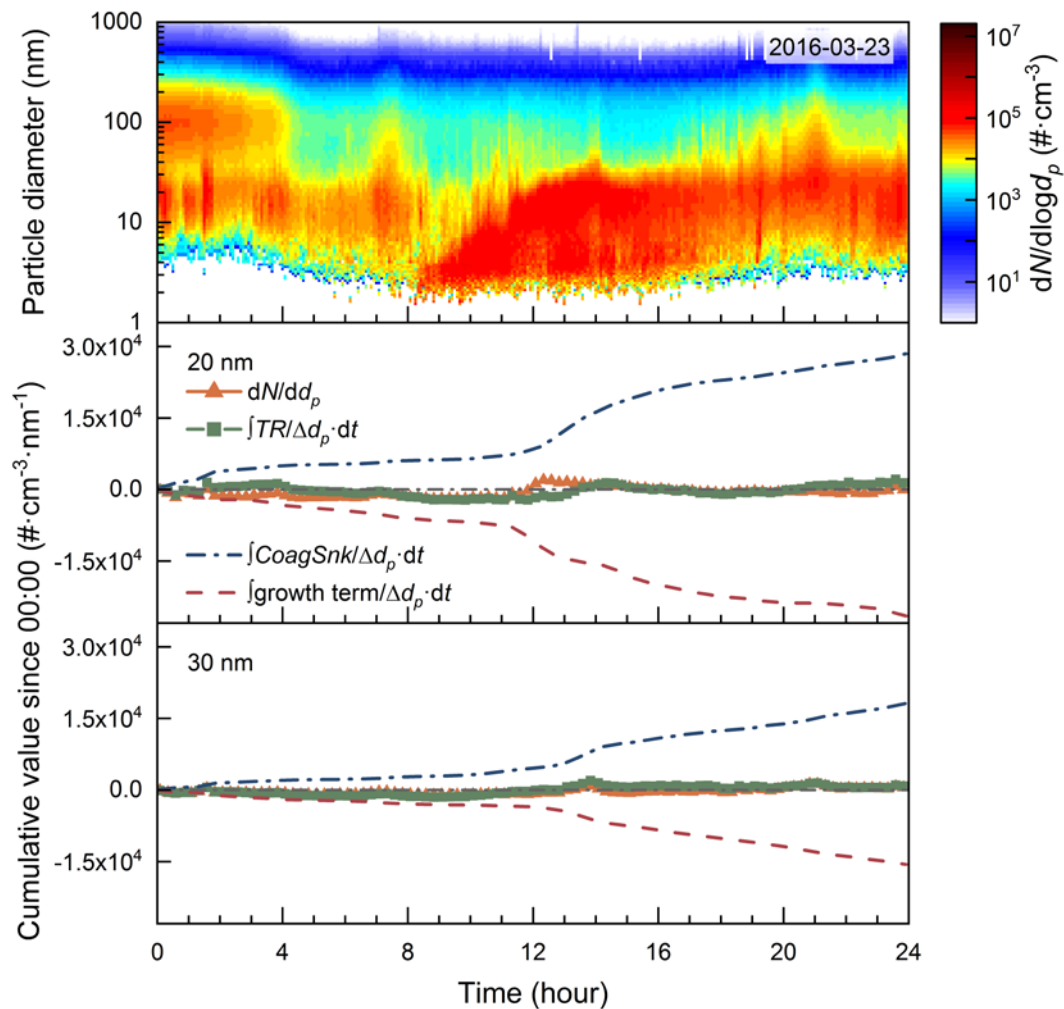 2016-03-23
Particle diameter (nm)
1000
100
10
1
10⁷
10⁵
10³
10¹
dN/dlogdₚ (#·cm⁻³)
Cumulative value since 00:00 (#·cm⁻³·nm⁻¹)
3.0x10⁴
1.5x10⁴
0.0
-1.5x10⁴
20 nm
dN/ddₚ
∫TR/Δdₚ·dt
∫CoagSnk/Δdₚ·dt
∫growth term/Δdₚ·dt
3.0x10⁴
1.5x10⁴
0.0
-1.5x10⁴
30 nm
0 4 8 12 16 20 24
Time (hour)